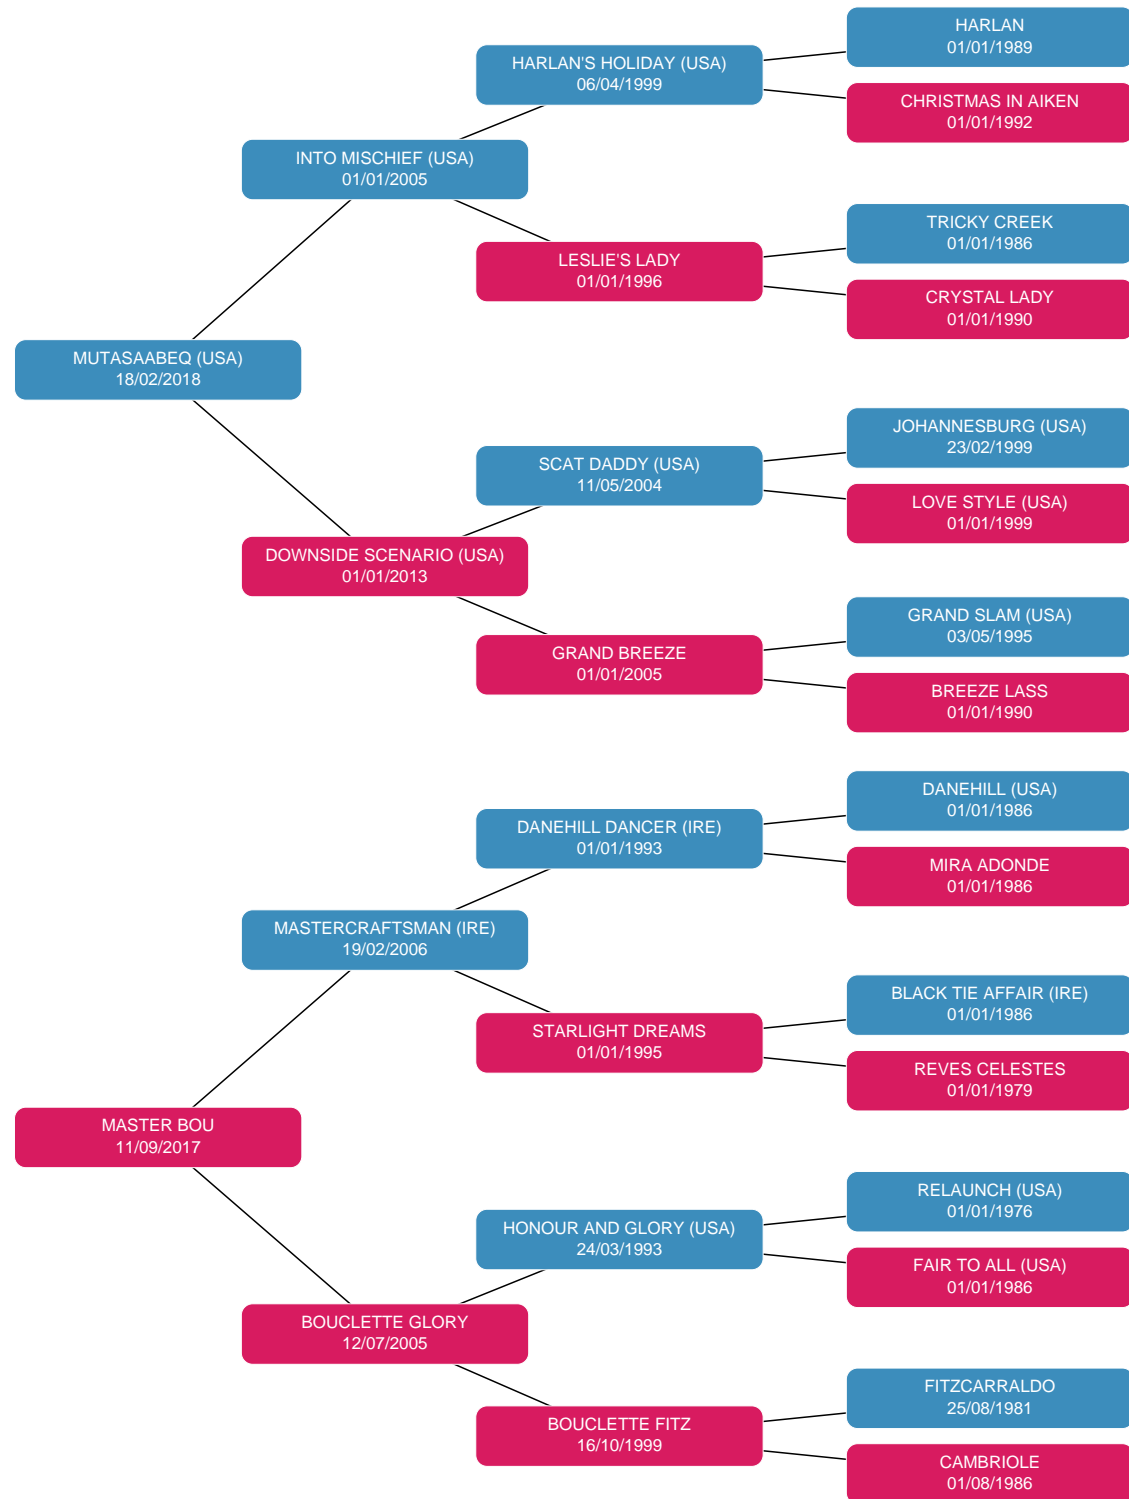 HARLAN
01/01/1989
HARLAN'S HOLIDAY (USA)
06/04/1999
CHRISTMAS IN AIKEN
01/01/1992
INTO MISCHIEF (USA)
01/01/2005
TRICKY CREEK
01/01/1986
LESLIE'S LADY
01/01/1996
CRYSTAL LADY
01/01/1990
MUTASAABEQ (USA)
18/02/2018
JOHANNESBURG (USA)
23/02/1999
SCAT DADDY (USA)
11/05/2004
LOVE STYLE (USA)
01/01/1999
DOWNSIDE SCENARIO (USA)
01/01/2013
GRAND SLAM (USA)
03/05/1995
GRAND BREEZE
01/01/2005
BREEZE LASS
01/01/1990
DANEHILL (USA)
01/01/1986
DANEHILL DANCER (IRE)
01/01/1993
MIRA ADONDE
01/01/1986
MASTERCRAFTSMAN (IRE)
19/02/2006
BLACK TIE AFFAIR (IRE)
01/01/1986
STARLIGHT DREAMS
01/01/1995
REVES CELESTES
01/01/1979
MASTER BOU
11/09/2017
RELAUNCH (USA)
01/01/1976
HONOUR AND GLORY (USA)
24/03/1993
FAIR TO ALL (USA)
01/01/1986
BOUCLETTE GLORY
12/07/2005
FITZCARRALDO
25/08/1981
BOUCLETTE FITZ
16/10/1999
CAMBRIOLE
01/08/1986